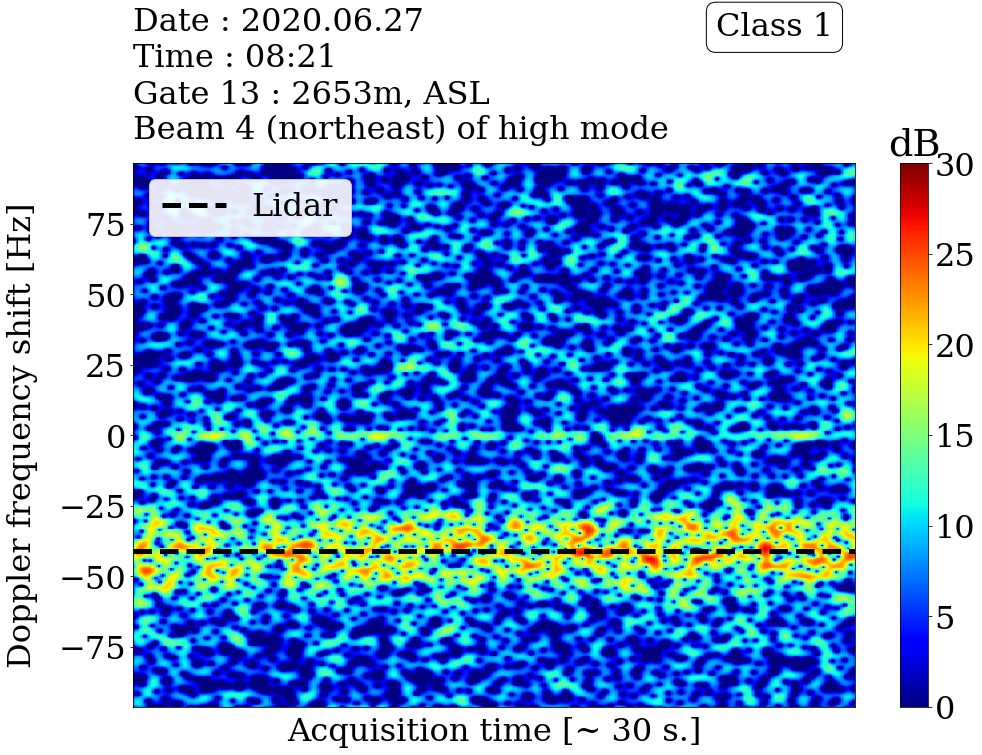 Date : 2020.06.27
Time : 08:21
Gate 13 : 2653m, ASL
Beam 4 (northeast) of high mode
Class 1
dB
Lidar
Doppler frequency shift [Hz]
75
50
25
0
−25
−50
−75
30
25
20
15
10
5
0
Acquisition time [~ 30 s.]